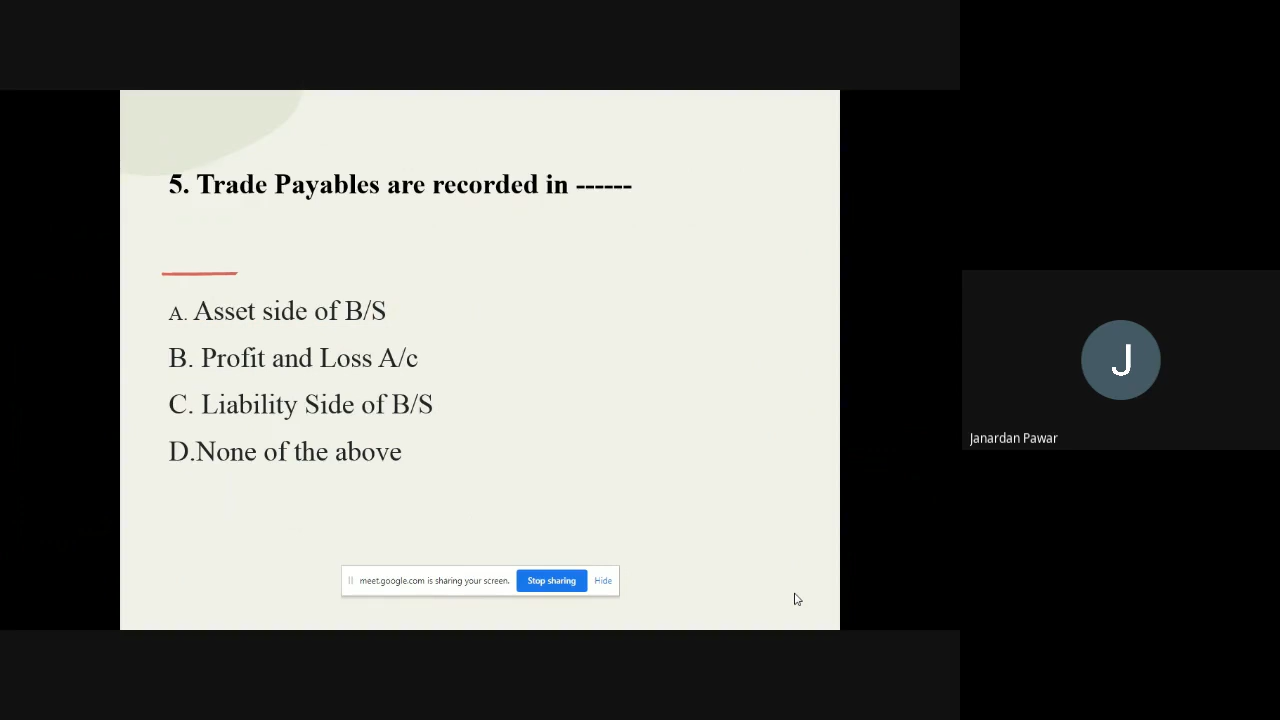 5. Trade Payables are recorded in ------
A. Asset side of B/S
B. Profit and Loss A/c
C. Liability Side of B/S
D.None of the above
meet.google.com is sharing your screen. Stop sharing Hide
J
Janardan Pawar